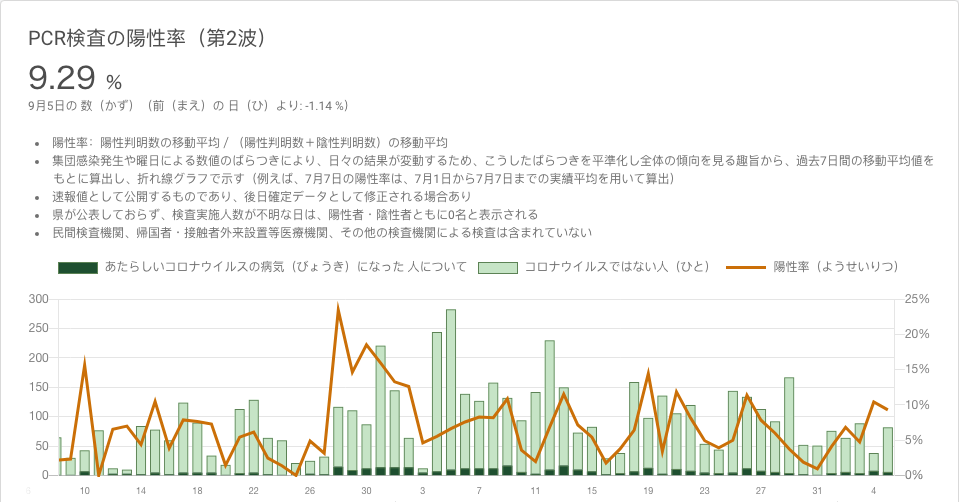 PCR検査の陽性率（第2波）
9.29 %
9月5日の 数（かず）（前（まえ）の 日（ひ）より: -1.14 %）
• 陽性率：陽性判明数の移動平均 / （陽性判明数＋陰性判明数）の移動平均
• 集団感染発生や曜日による数値のばらつきにより、日々の結果が変動するため、こうしたばらつきを平準化し全体の傾向を見る趣旨から、過去7日間の移動平均値を
もとに算出し、折れ線グラフで示す（例えば、7月7日の陽性率は、7月1日から7月7日までの実績平均を用いて算出）
• 速報値として公開するものであり、後日確定データとして修正される場合あり
• 県が公表しておらず、検査実施人数が不明な日は、陽性者・陰性者ともに0名と表示される
• 民間検査機関、帰国者・接触者外来設置等医療機関、その他の検査機関による検査は含まれていない
あたらしいコロナウイルスの病気（びょうき）になった 人について コロナウイルスではない人（ひと） 陽性率（ようせいりつ）
300 25%
250 20%
200 15%
150
100 10%
50 5%
0 0%
10 14 18 22 26 30 3 7 11 15 19 23 27 31 4